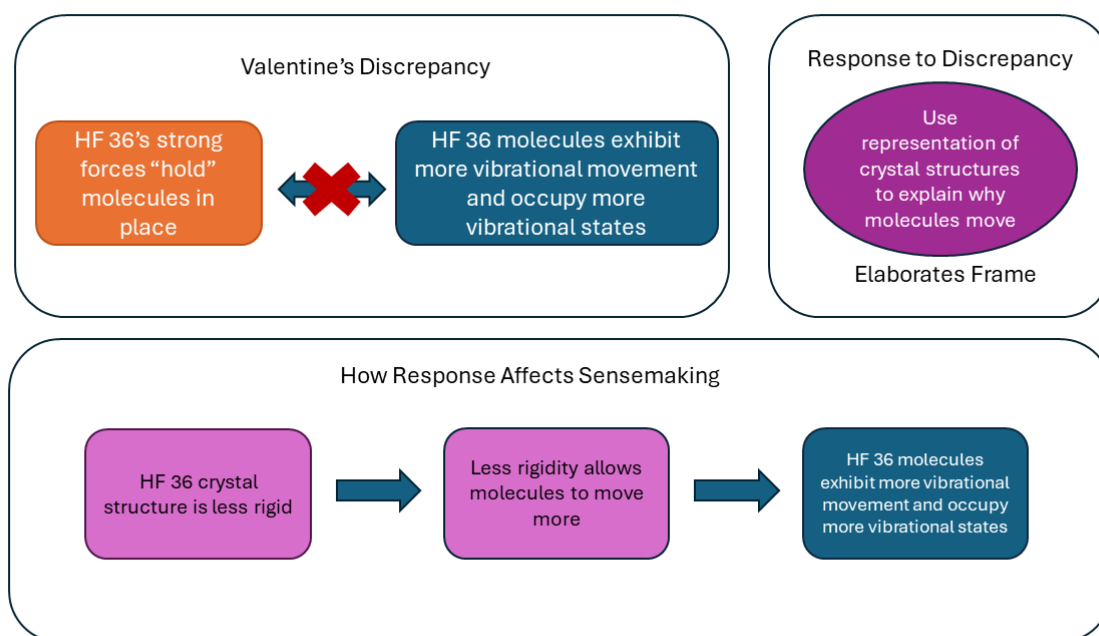 Valentine's Discrepancy
HF 36's strong
forces "hold"
molecules in
place
HF 36 molecules exhibit
more vibrational movement
and occupy more
vibrational states
Response to Discrepancy
Use
representation of
crystal structures
to explain why
molecules move
Elaborates Frame
How Response Affects Sensemaking
HF 36 crystal
structure is less rigid
Less rigidity allows
molecules to move
more
HF 36 molecules
exhibit more vibrational
movement and occupy
more vibrational states